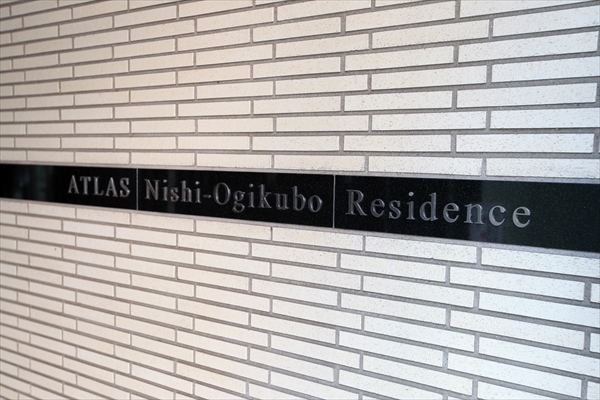 ATLAS Nishi-Ogikubo Residence